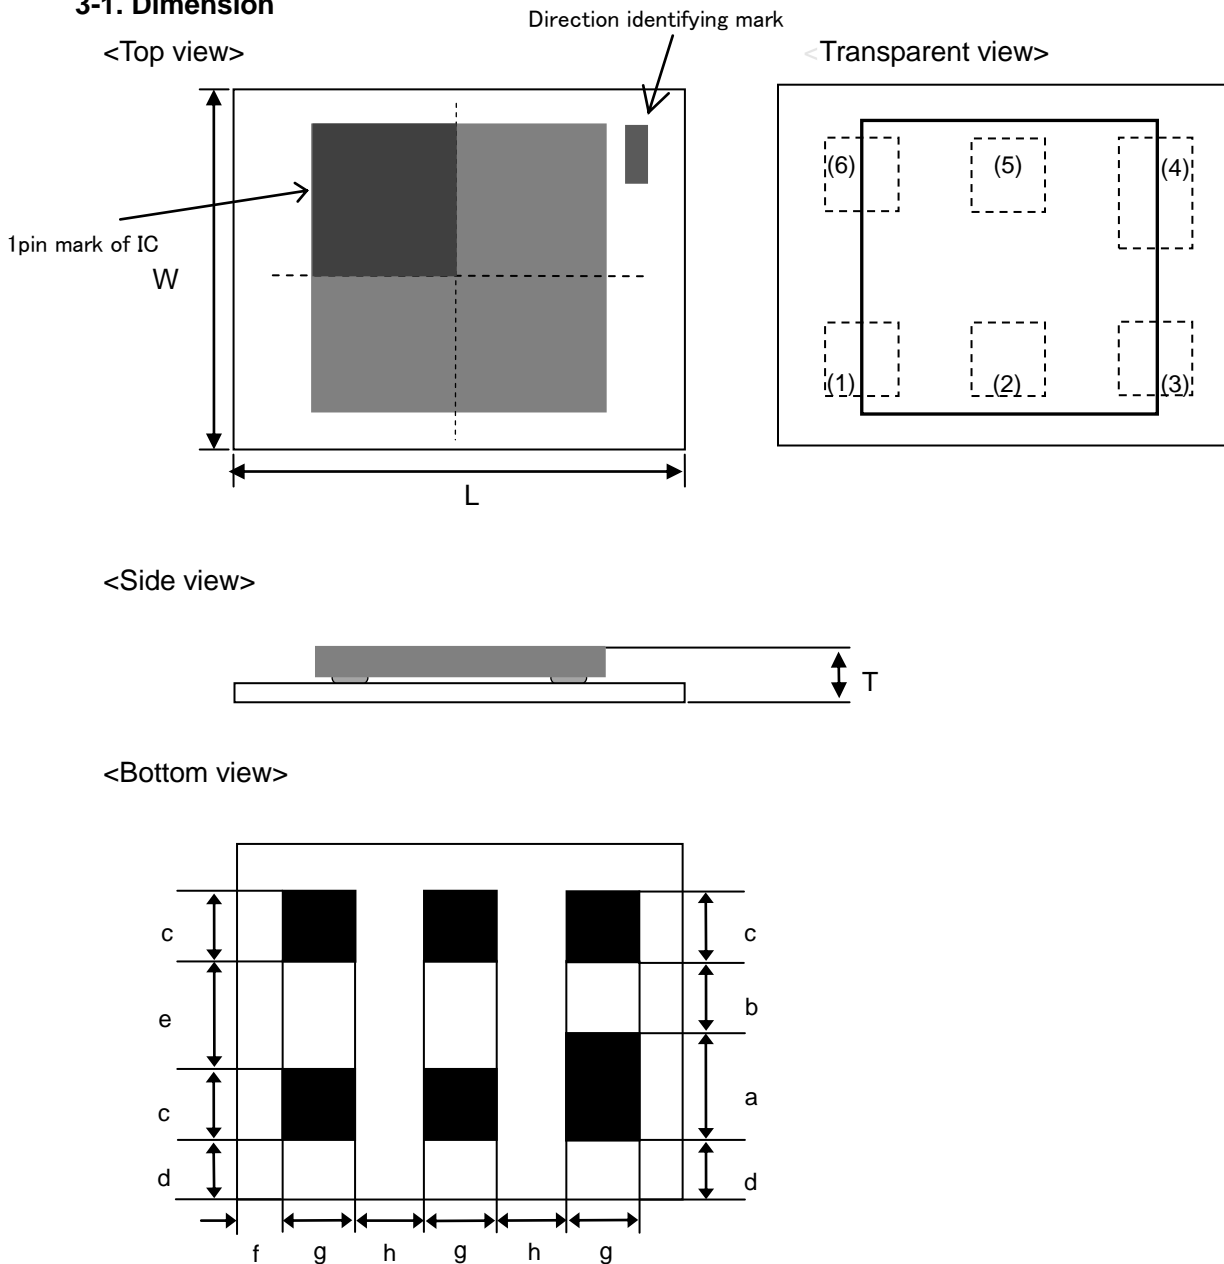 3-1. Dimension
Direction identifying mark
<Top view>
<Transparent view>
(6)
(5)
(4)
1pin mark of IC
W
(1)
(2)
(3)
L
<Side view>
T
<Bottom view>
c
c
e
b
c
a
d
d
f
g
h
g
h
g